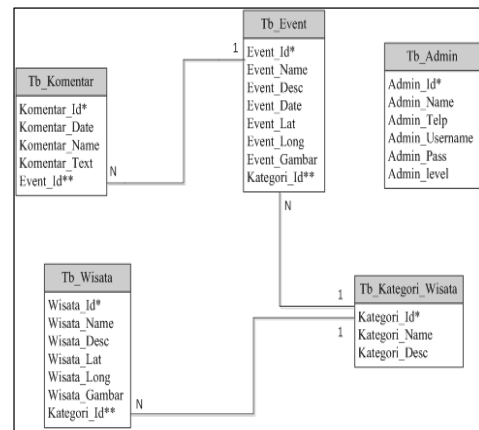 Tb_Event
Event_Id*
Event_Name
Event_Desc
Event_Date
Event_Lat
Event_Long
Event_Gambar
Kategori_Id**
1
N
Tb_Admin
Admin_Id*
Admin_Name
Admin_Telp
Admin_Username
Admin_Pass
Admin_level
Tb_Komentar
Komentar_Id*
Komentar_Date
Komentar_Name
Komentar_Text
Event_Id**
N
Tb_Wisata
Wisata_Id*
Wisata_Name
Wisata_Desc
Wisata_Lat
Wisata_Long
Wisata_Gambar
Kategori_Id**
N
Tb_Kategori_Wisata
Kategori_Id*
Kategori_Name
Kategori_Desc
1
1